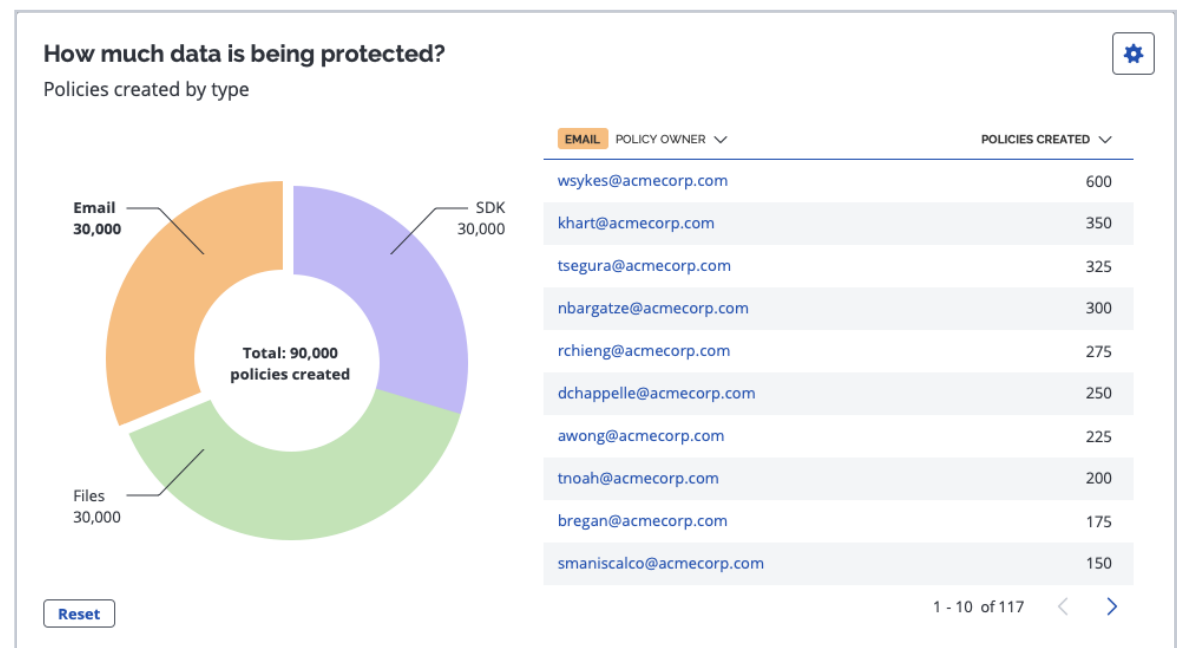 How much data is being protected?
Policies created by type
Email
30,000
SDK
30,000
Total: 90,000
policies created
Files
30,000
Reset
EMAIL POLICY OWNER POLICIES CREATED
wsykes@acmecorp.com 600
khart@acmecorp.com 350
tsegura@acmecorp.com 325
nbargatze@acmecorp.com 300
rchieng@acmecorp.com 275
dchappelle@acmecorp.com 250
awong@acmecorp.com 225
tnoah@acmecorp.com 200
bregan@acmecorp.com 175
smaniscalco@acmecorp.com 150
1 - 10 of 117